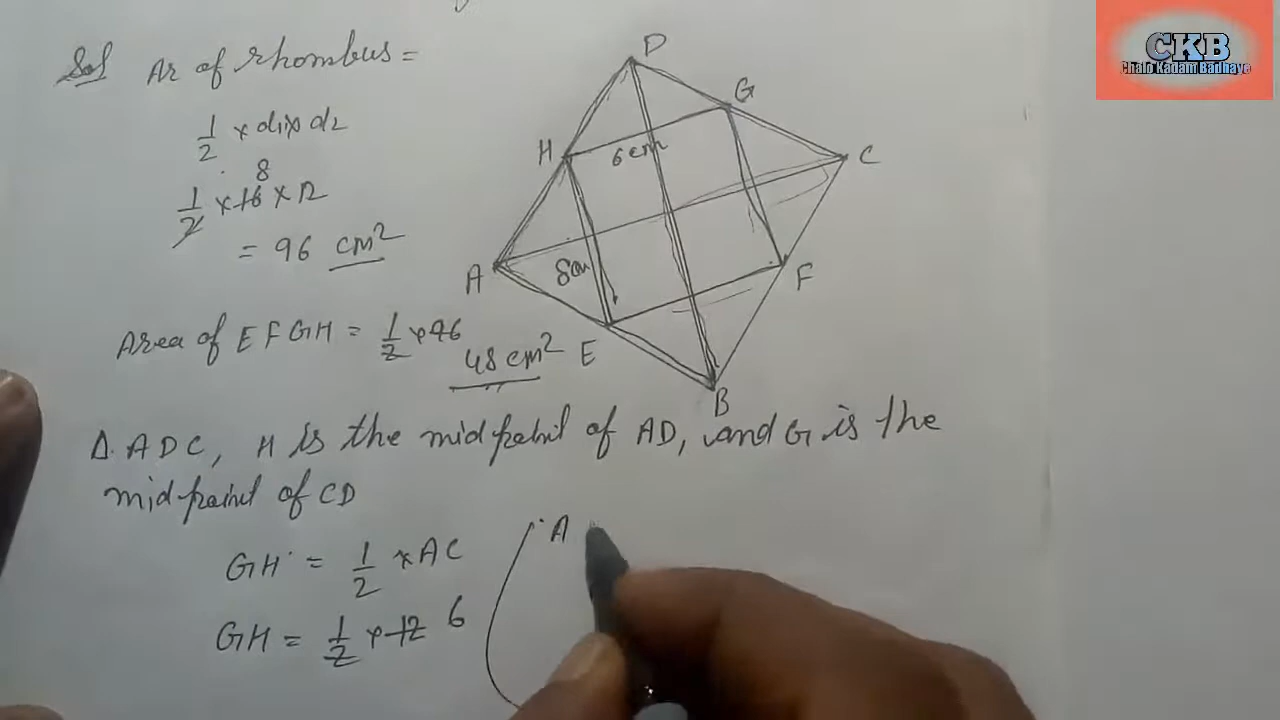 Sol Ar of rhombus =
1/2 × d1 × d2
8
1/2 × 16 × 12
= 96 cm²
Area of EFGH = 1/2 × 96
48 cm²
Δ ADC, H is the midpoint of AD, and G is the
midpoint of CD
GH = 1/2 × AC
GH = 1/2 × 12 6
A
D
G
H
6 cm
C
A
8cm
F
E
B
CKB
Chalo Kadam Badhaye